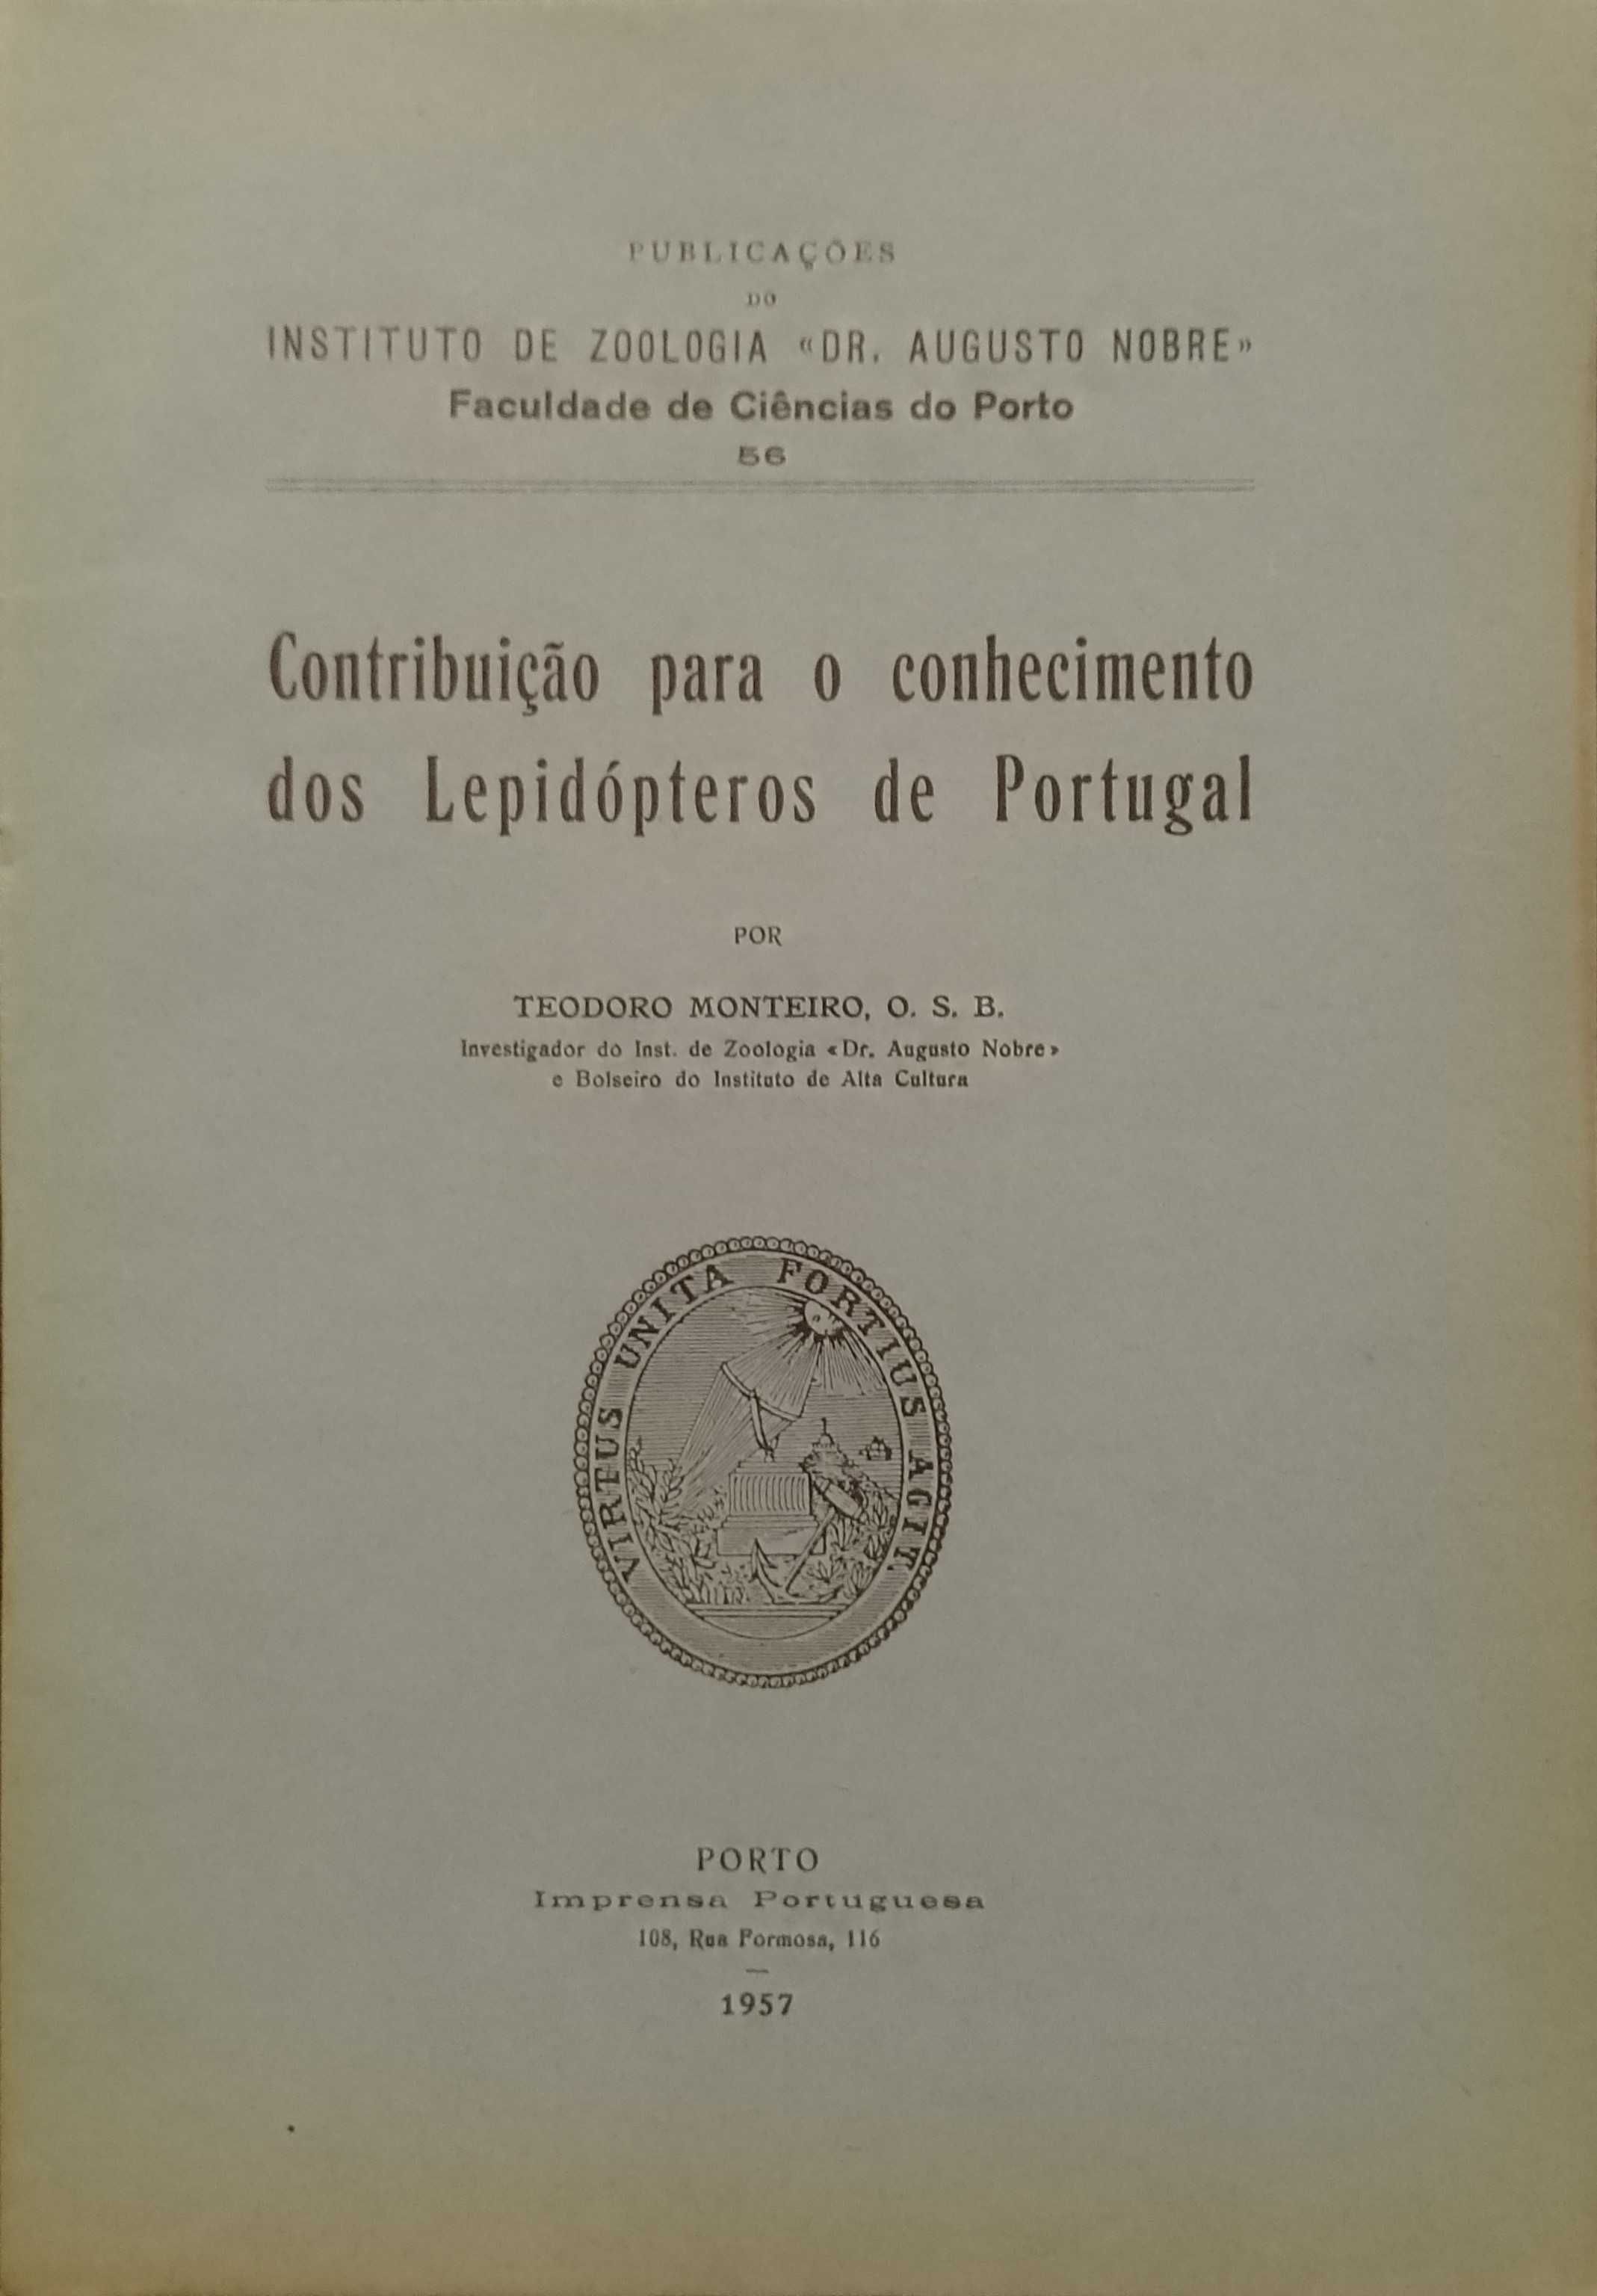 PUBLICAÇÕES
DO
INSTITUTO DE ZOOLOGIA «DR. AUGUSTO NOBRE»
Faculdade de Ciências do Porto
56
Contribuição para o conhecimento
dos Lepidópteros de Portugal
POR
TEODORO MONTEIRO, O. S. B.
Investigador do Inst. de Zoologia «Dr. Augusto Nobre»
e Bolseiro do Instituto de Alta Cultura
VIRTUS UNITA FORTIUS AGIT.
PORTO
Imprensa Portuguesa
108, Rua Formosa, 116
—
1957